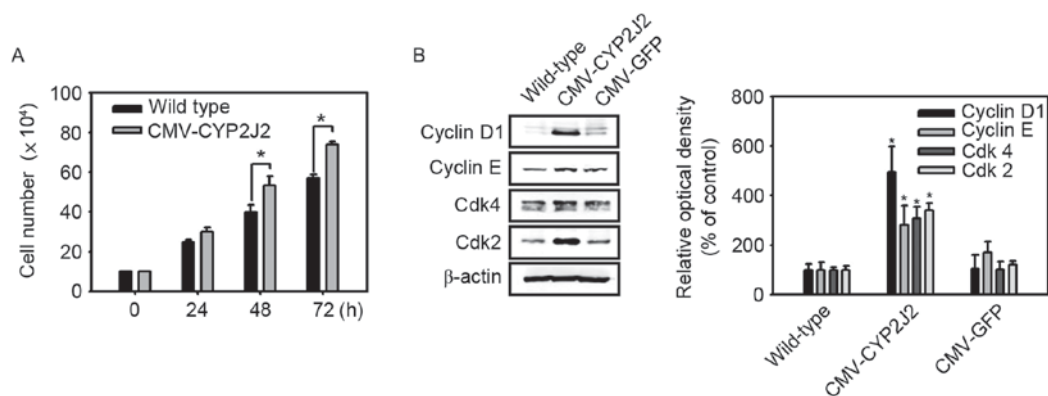 A
Cell number (× 10⁴)
100
80
60
40
20
0
Wild type
CMV-CYP2J2
*
*
0 24 48 72 (h)
B
Wild-type
CMV-CYP2J2
CMV-GFP
Cyclin D1
Cyclin E
Cdk4
Cdk2
β-actin
Relative optical density
(% of control)
800
600
400
200
0
Cyclin D1
Cyclin E
Cdk 4
Cdk 2
* * * *
Wild-type
CMV-CYP2J2
CMV-GFP